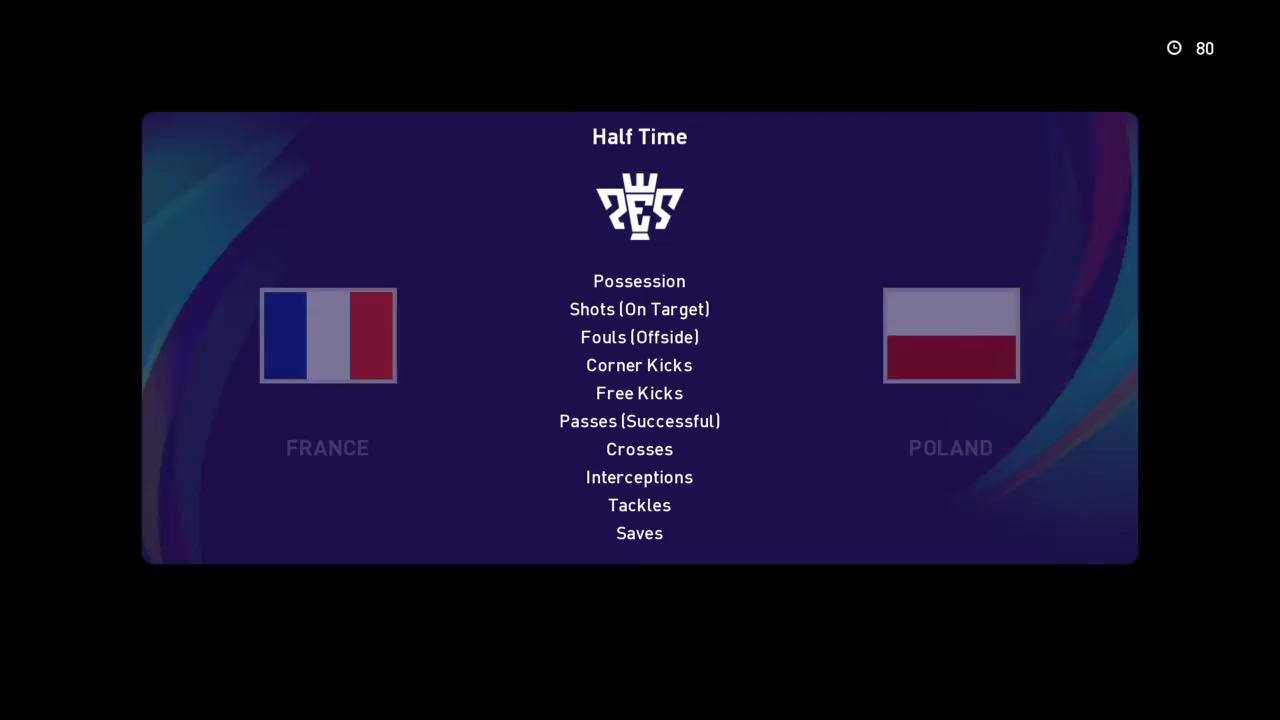 80
Half Time
PES
Possession
Shots (On Target)
Fouls (Offside)
Corner Kicks
Free Kicks
Passes (Successful)
Crosses
Interceptions
Tackles
Saves
FRANCE
POLAND